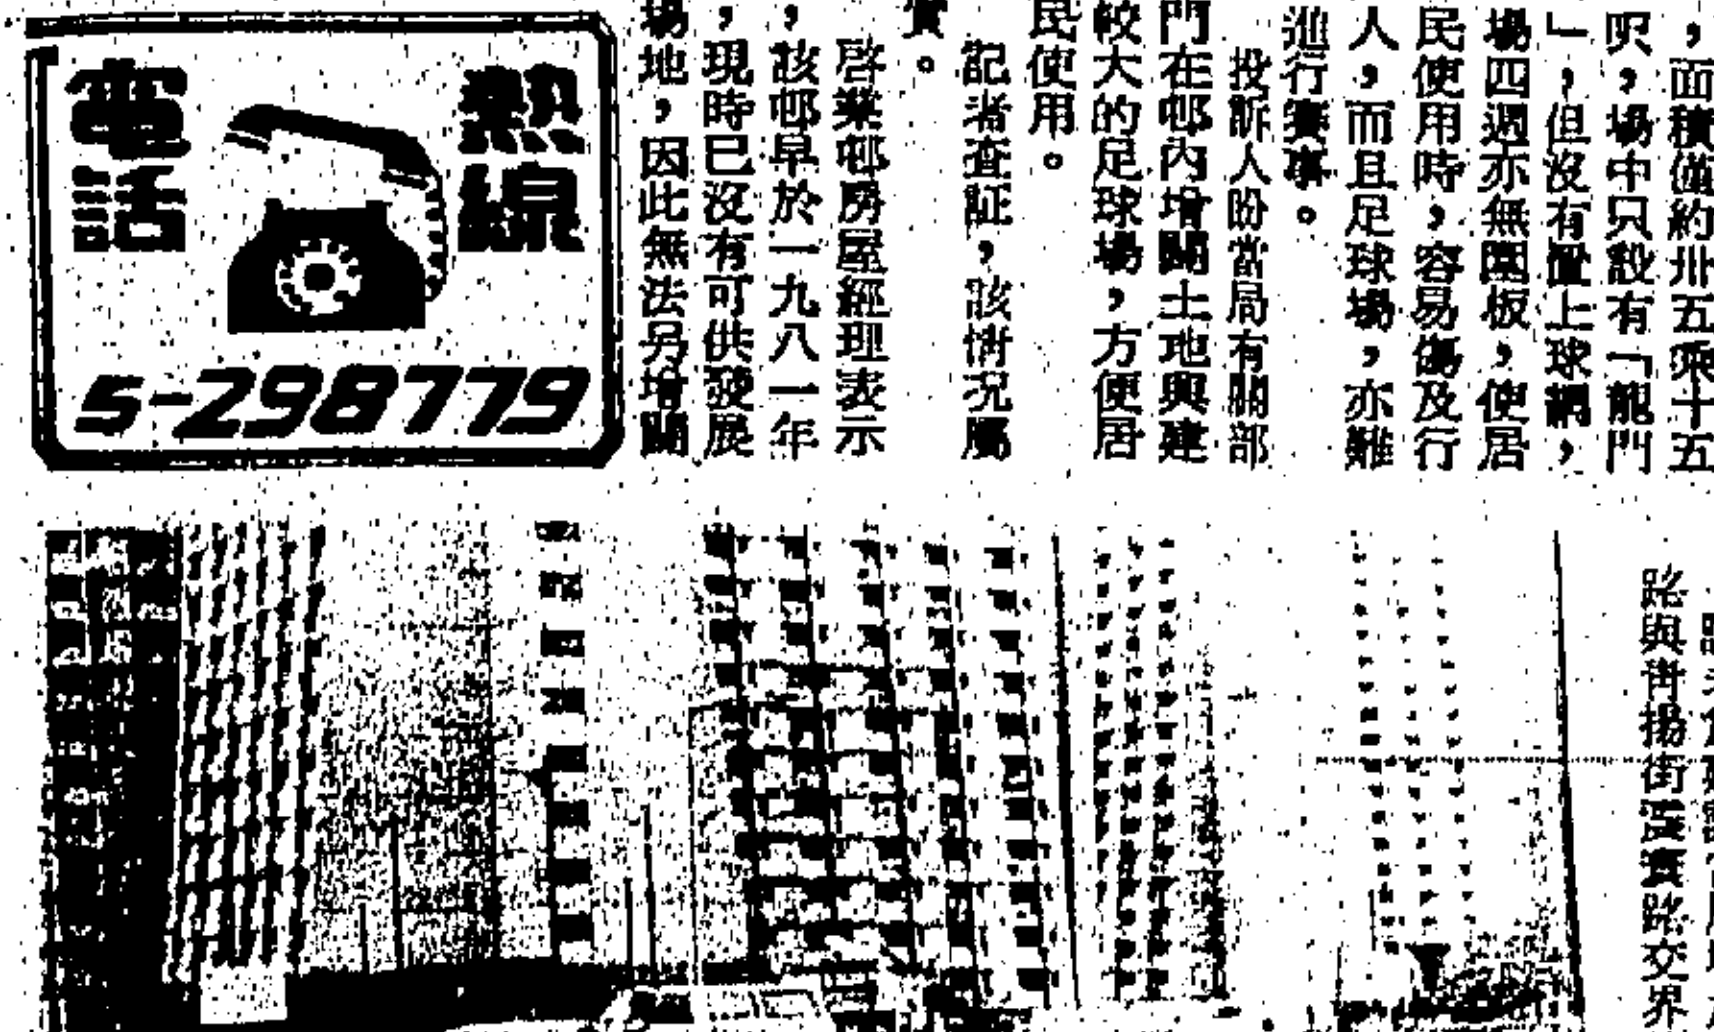 ，面積僅約卅五乘十五
呎，場中只設有「龍門
」，但沒有置上球網，
場四週亦無圍板，使居
民使用時，容易傷及行
人，而且足球場，亦難
進行賽事。
投訴人盼當局有關部
門在邨內增闢土地興建
較大的足球場，方便居
民使用。
記者查証，該情况屬
實。
啓業邨房屋經理表示
，該邨早於一九八一年
，現時已沒有可供發展
場地，因此無法另增闢
熱線
電話
5-298779
路與常揚街
路交界